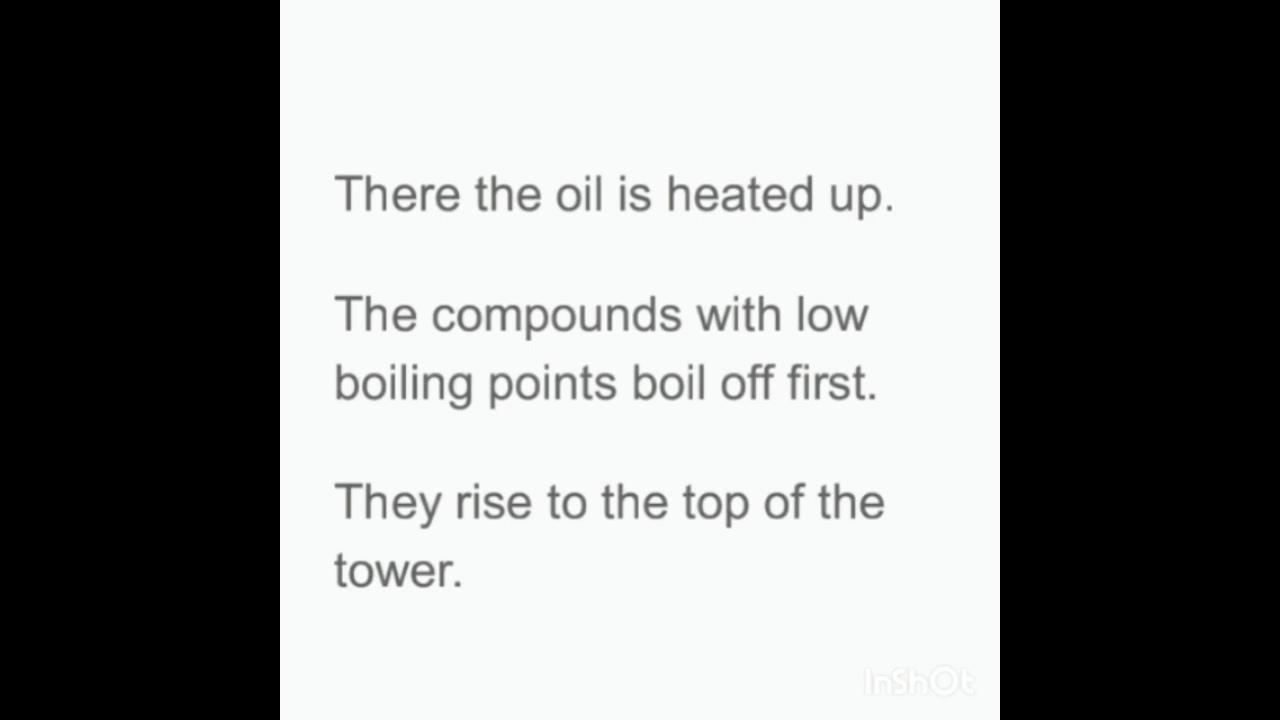 There the oil is heated up.
The compounds with low
boiling points boil off first.
They rise to the top of the
tower.
InShOt